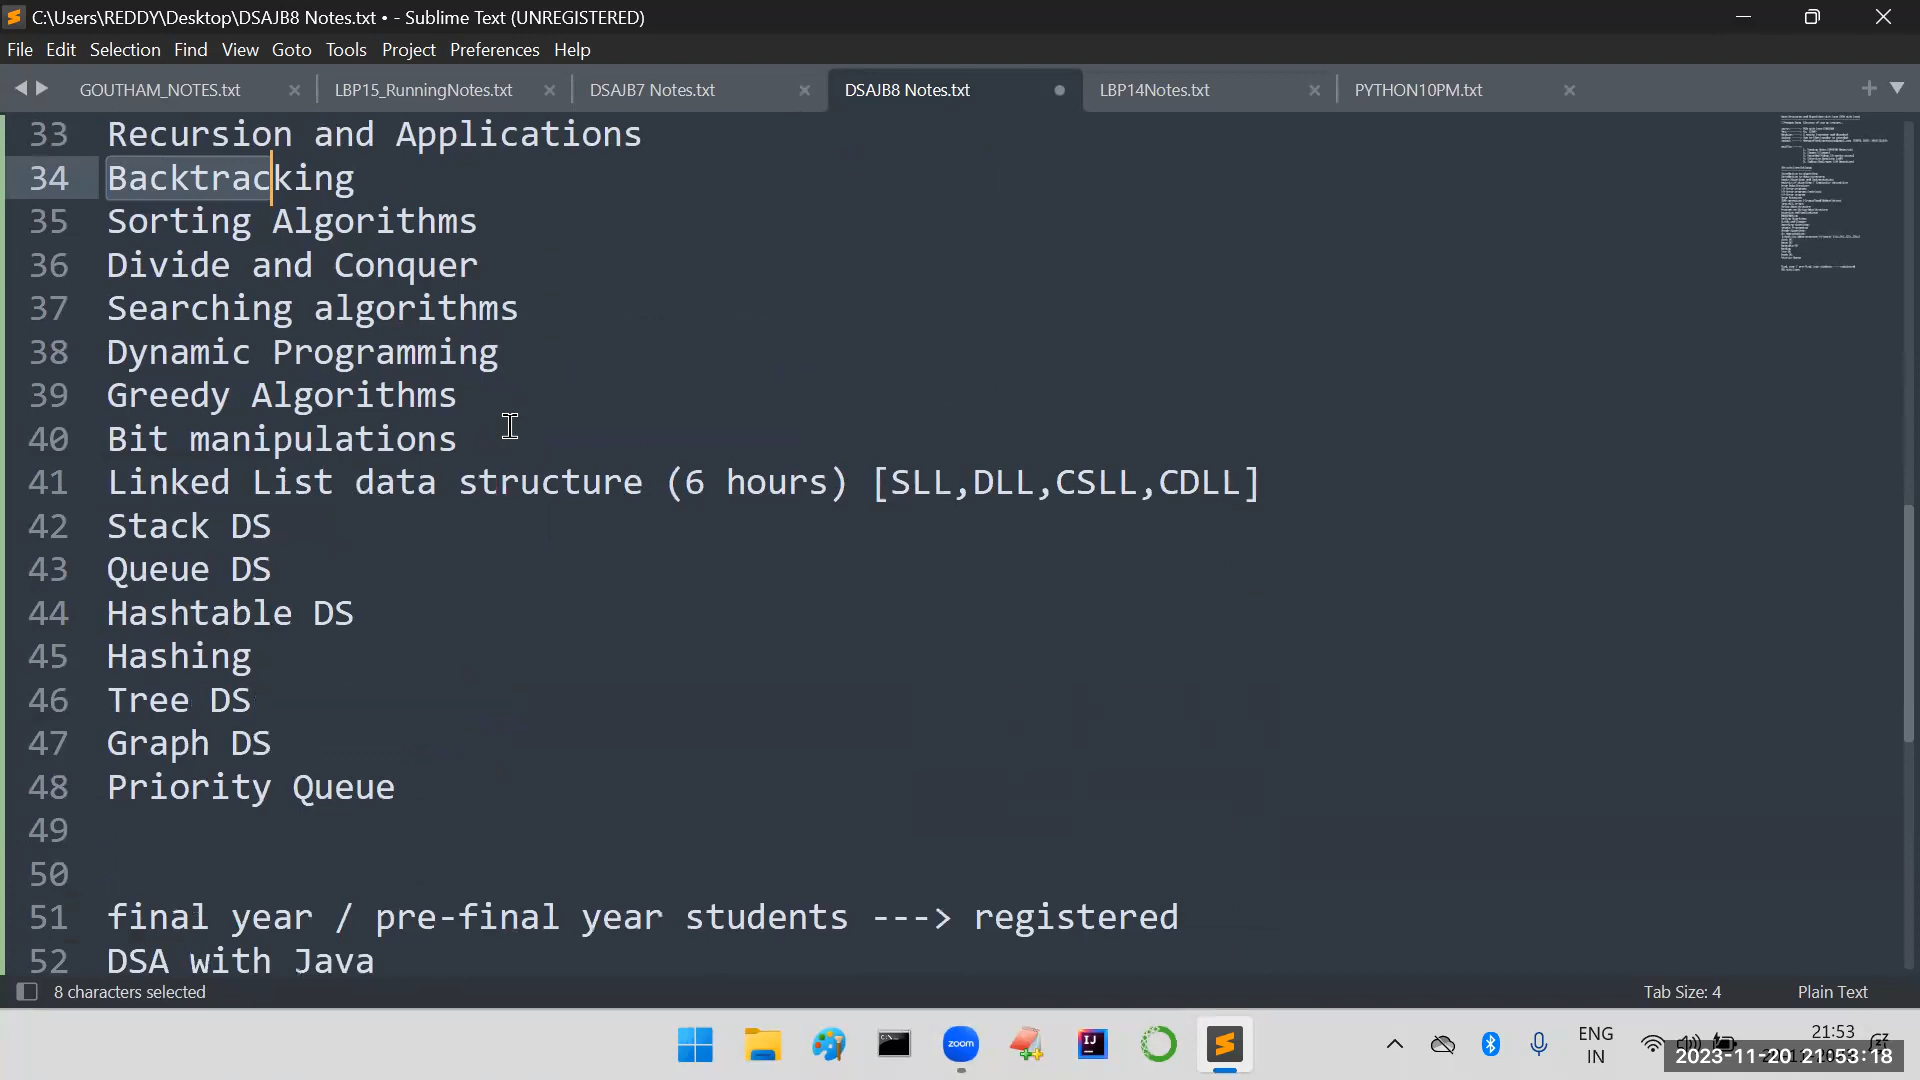 C:\Users\REDDY\Desktop\DSAJB8 Notes.txt • - Sublime Text (UNREGISTERED)
File Edit Selection Find View Goto Tools Project Preferences Help
GOUTHAM_NOTES.txt LBP15_RunningNotes.txt DSAJB7 Notes.txt DSAJB8 Notes.txt LBP14Notes.txt PYTHON10PM.txt
33 Recursion and Applications
34 Backtracking
35 Sorting Algorithms
36 Divide and Conquer
37 Searching algorithms
38 Dynamic Programming
39 Greedy Algorithms
40 Bit manipulations
41 Linked List data structure (6 hours) [SLL,DLL,CSLL,CDLL]
42 Stack DS
43 Queue DS
44 Hashtable DS
45 Hashing
46 Tree DS
47 Graph DS
48 Priority Queue
49
50
51 final year / pre-final year students ---> registered
52 DSA with Java
8 characters selected Tab Size: 4 Plain Text
zoom
IJ
ENG
IN
21:53
2023-11-20 21:53:18